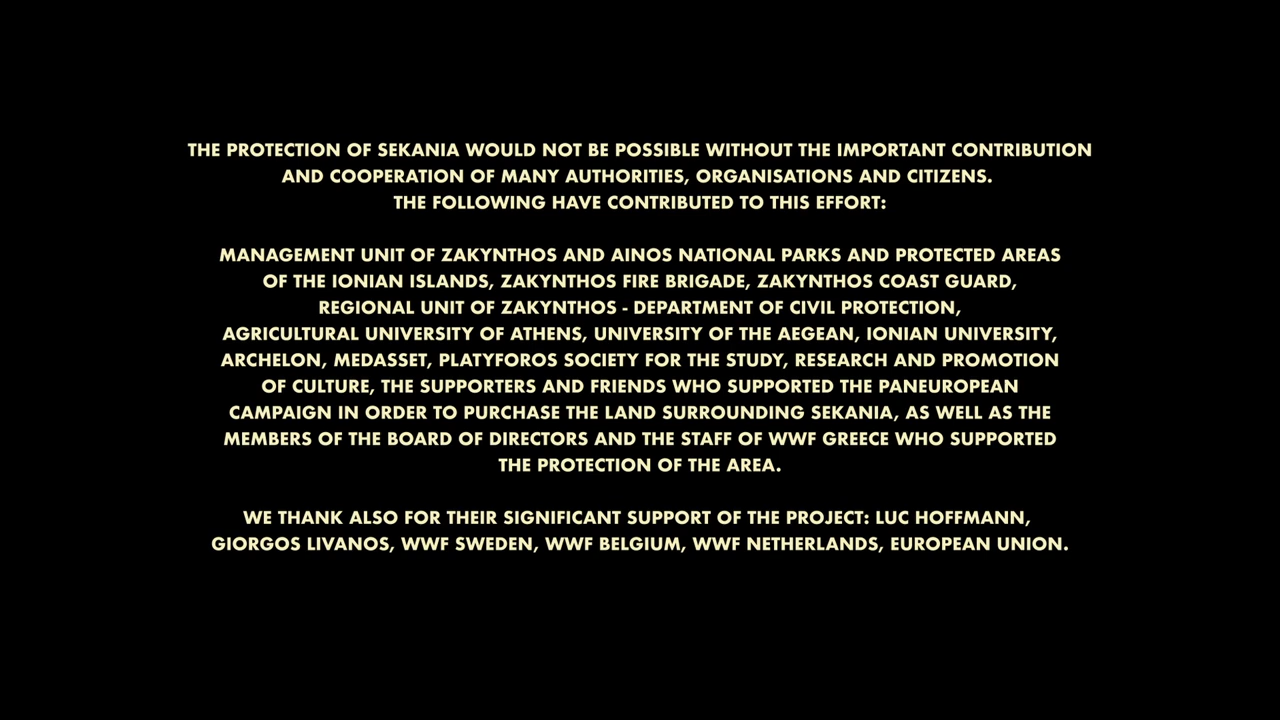 THE PROTECTION OF SEKANIA WOULD NOT BE POSSIBLE WITHOUT THE IMPORTANT CONTRIBUTION
AND COOPERATION OF MANY AUTHORITIES, ORGANISATIONS AND CITIZENS.
THE FOLLOWING HAVE CONTRIBUTED TO THIS EFFORT:
MANAGEMENT UNIT OF ZAKYNTHOS AND AINOS NATIONAL PARKS AND PROTECTED AREAS
OF THE IONIAN ISLANDS, ZAKYNTHOS FIRE BRIGADE, ZAKYNTHOS COAST GUARD,
REGIONAL UNIT OF ZAKYNTHOS - DEPARTMENT OF CIVIL PROTECTION,
AGRICULTURAL UNIVERSITY OF ATHENS, UNIVERSITY OF THE AEGEAN, IONIAN UNIVERSITY,
ARCHELON, MEDASSET, PLATYFOROS SOCIETY FOR THE STUDY, RESEARCH AND PROMOTION
OF CULTURE, THE SUPPORTERS AND FRIENDS WHO SUPPORTED THE PANEUROPEAN
CAMPAIGN IN ORDER TO PURCHASE THE LAND SURROUNDING SEKANIA, AS WELL AS THE
MEMBERS OF THE BOARD OF DIRECTORS AND THE STAFF OF WWF GREECE WHO SUPPORTED
THE PROTECTION OF THE AREA.
WE THANK ALSO FOR THEIR SIGNIFICANT SUPPORT OF THE PROJECT: LUC HOFFMANN,
GIORGOS LIVANOS, WWF SWEDEN, WWF BELGIUM, WWF NETHERLANDS, EUROPEAN UNION.